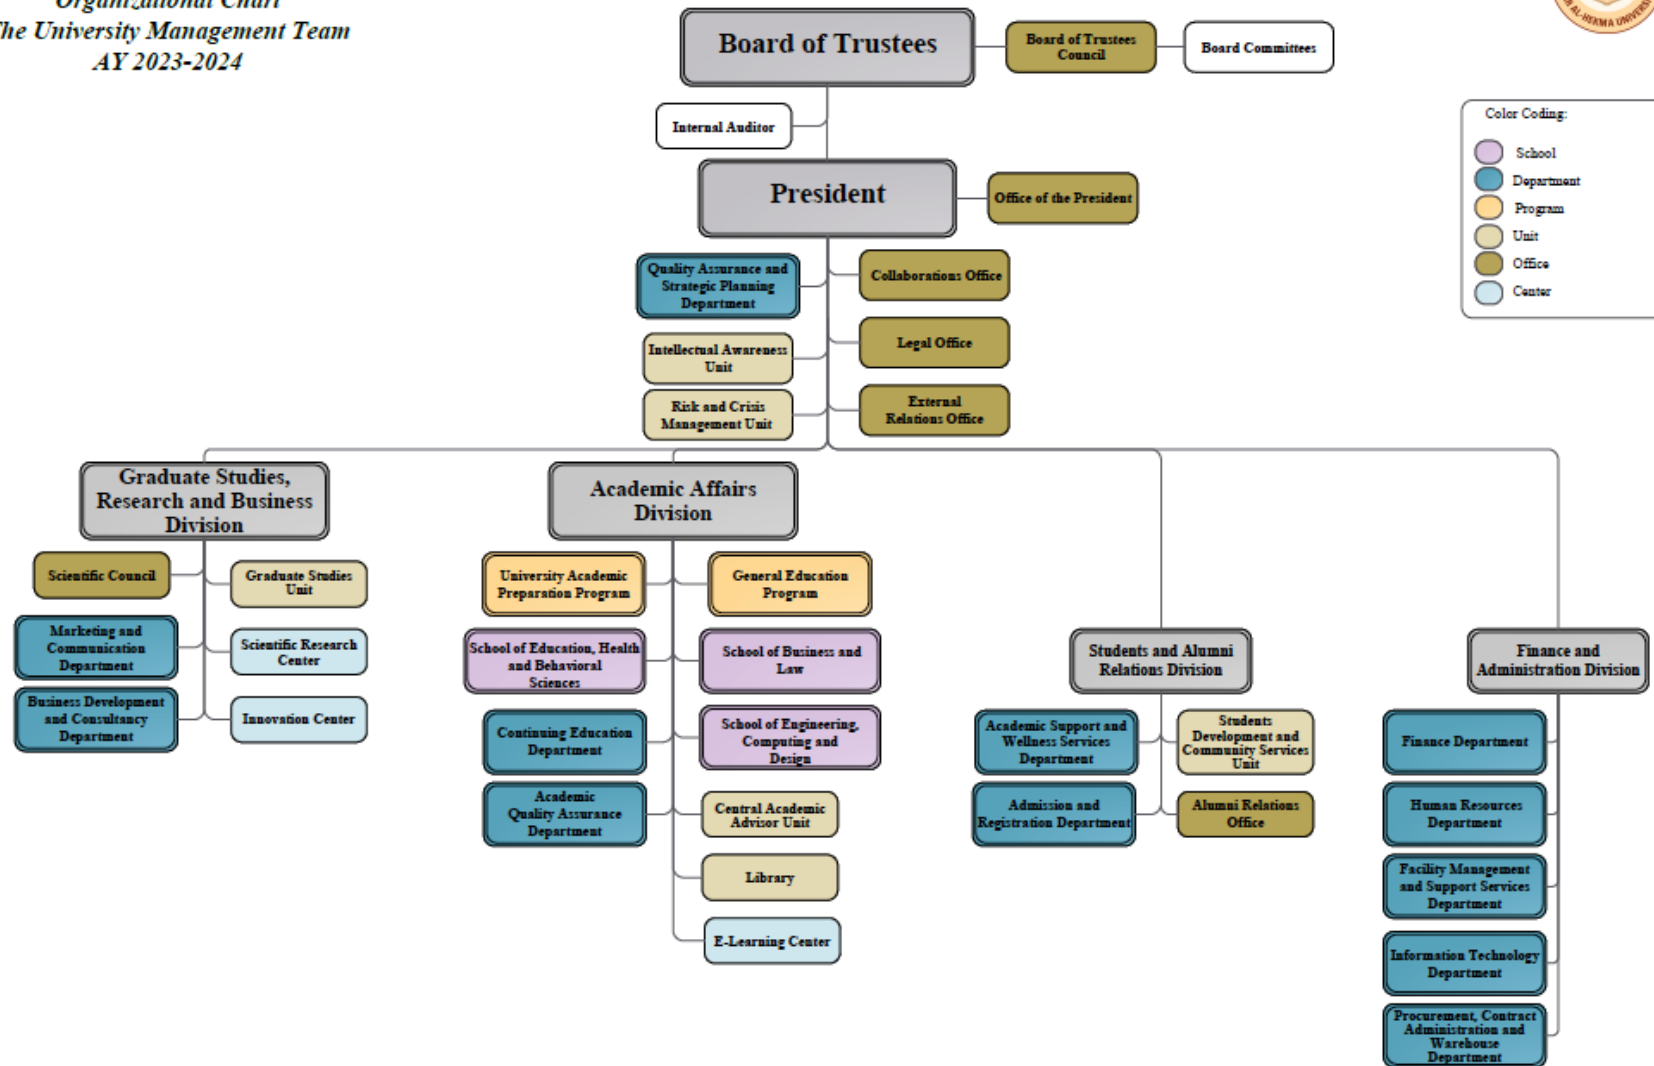 Organizational Chart
The University Management Team
AY 2023-2024
Board of Trustees
Board of Trustees
Council
Board Committees
AL-HEKMA
Internal Auditor
Color Coding:
School
Department
Program
Unit
Office
Center
President
Office of the President
Quality Assurance and
Strategic Planning
Department
Collaborations Office
Intellectual Awareness
Unit
Legal Office
Risk and Crisis
Management Unit
External
Relations Office
Graduate Studies,
Research and Business
Division
Scientific Council
Graduate Studies
Unit
Marketing and
Communication
Department
Scientific Research
Center
Business Development
and Consultancy
Department
Innovation Center
Academic Affairs
Division
University Academic
Preparation Program
General Education
Program
School of Education, Health
and Behavioral
Sciences
School of Business and
Law
Continuing Education
Department
School of Engineering,
Computing and
Design
Academic
Quality Assurance
Department
Central Academic
Advisor Unit
Library
E-Learning Center
Students and Alumni
Relations Division
Academic Support and
Wellness Services
Department
Students
Development and
Community Services
Unit
Admission and
Registration Department
Alumni Relations
Office
Finance and
Administration Division
Finance Department
Human Resources
Department
Facility Management
and Support Services
Department
Information Technology
Department
Procurement, Contract
Administration and
Warehouse
Department